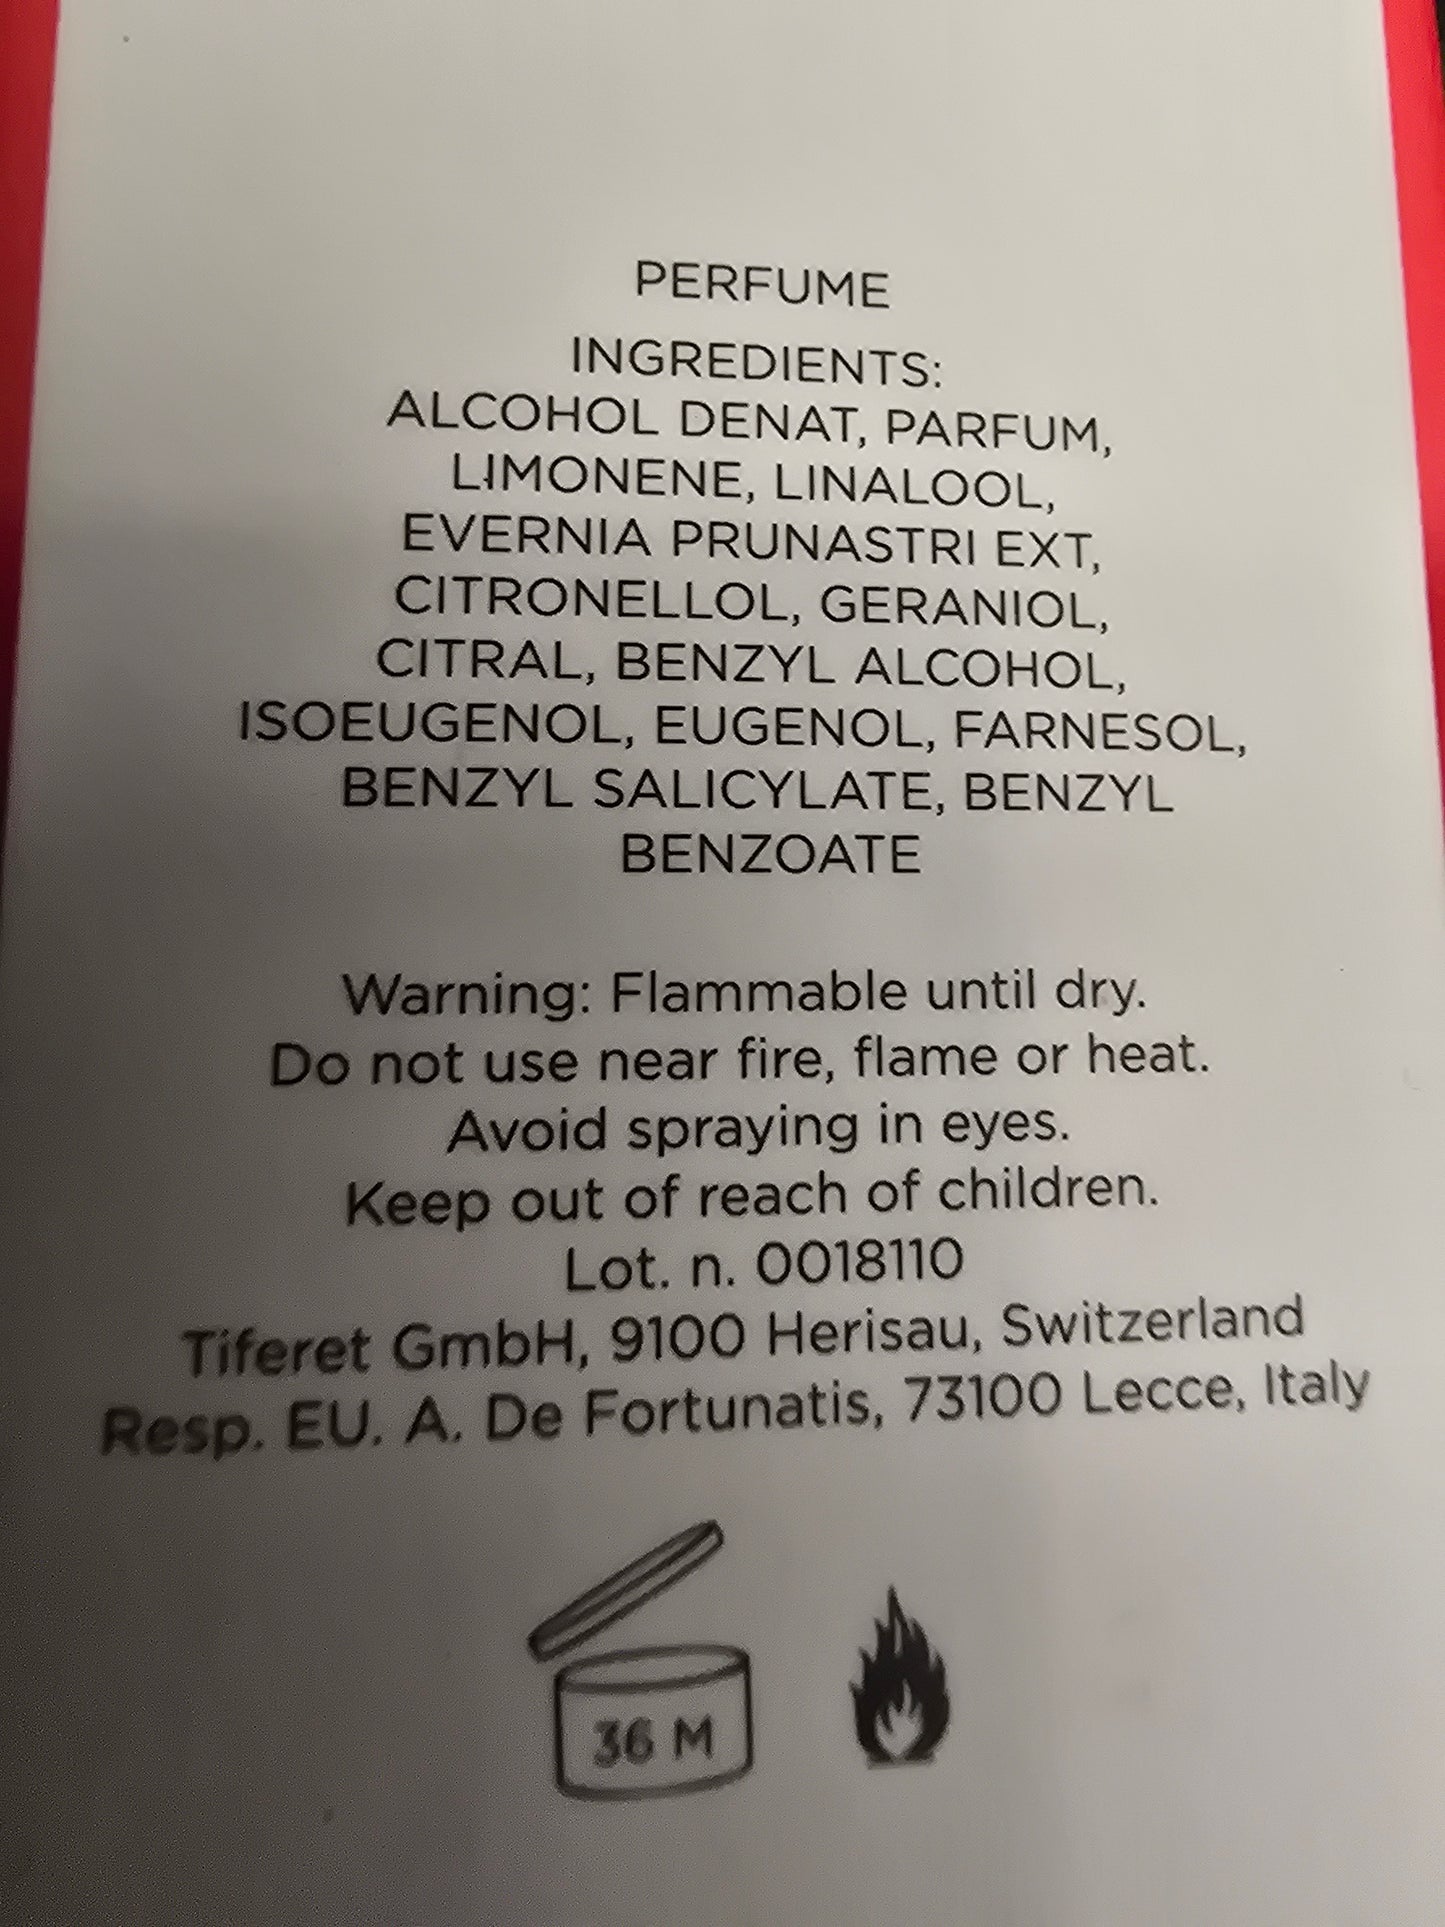 PERFUME
INGREDIENTS:
ALCOHOL DENAT, PARFUM,
LIMONENE, LINALOOL,
EVERNIA PRUNASTRI EXT,
CITRONELLOL, GERANIOL,
CITRAL, BENZYL ALCOHOL,
ISOEUGENOL, EUGENOL, FARNESOL,
BENZYL SALICYLATE, BENZYL
BENZOATE
Warning: Flammable until dry.
Do not use near fire, flame or heat.
Avoid spraying in eyes.
Keep out of reach of children.
Lot. n. 0018110
Tiferet GmbH, 9100 Herisau, Switzerland
Resp. EU. A. De Fortunatis, 73100 Lecce, Italy
36 M